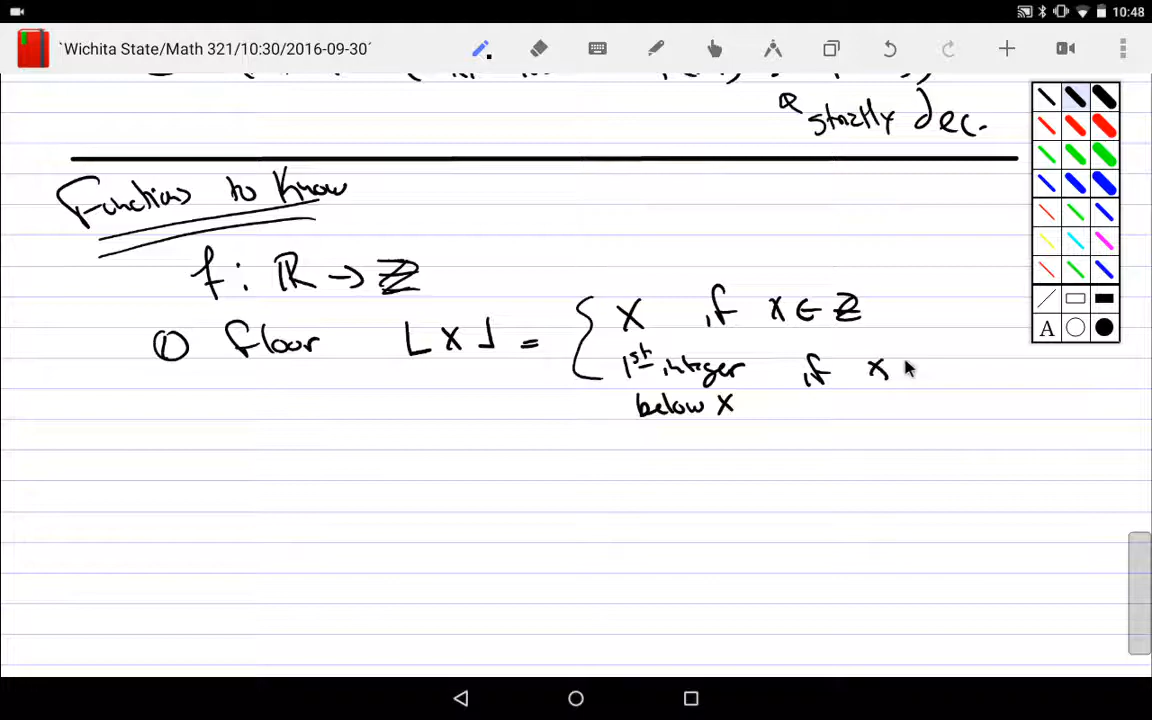 10:48
`Wichita State/Math 321/10:30/2016-09-30´
strictly Dec.
Functions to Know
f: ℝ → ℤ
① floor ⌊x⌋ = { x if x ∈ ℤ
1st integer if x
below x
A